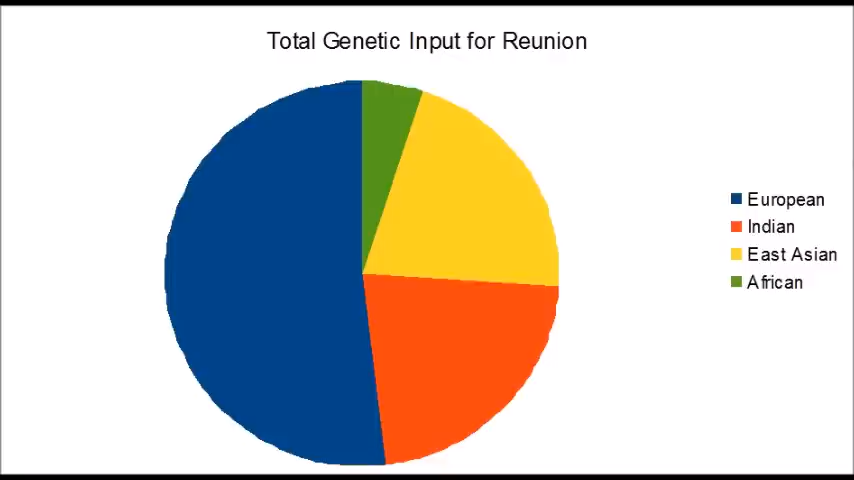 Total Genetic Input for Reunion
European
Indian
East Asian
African